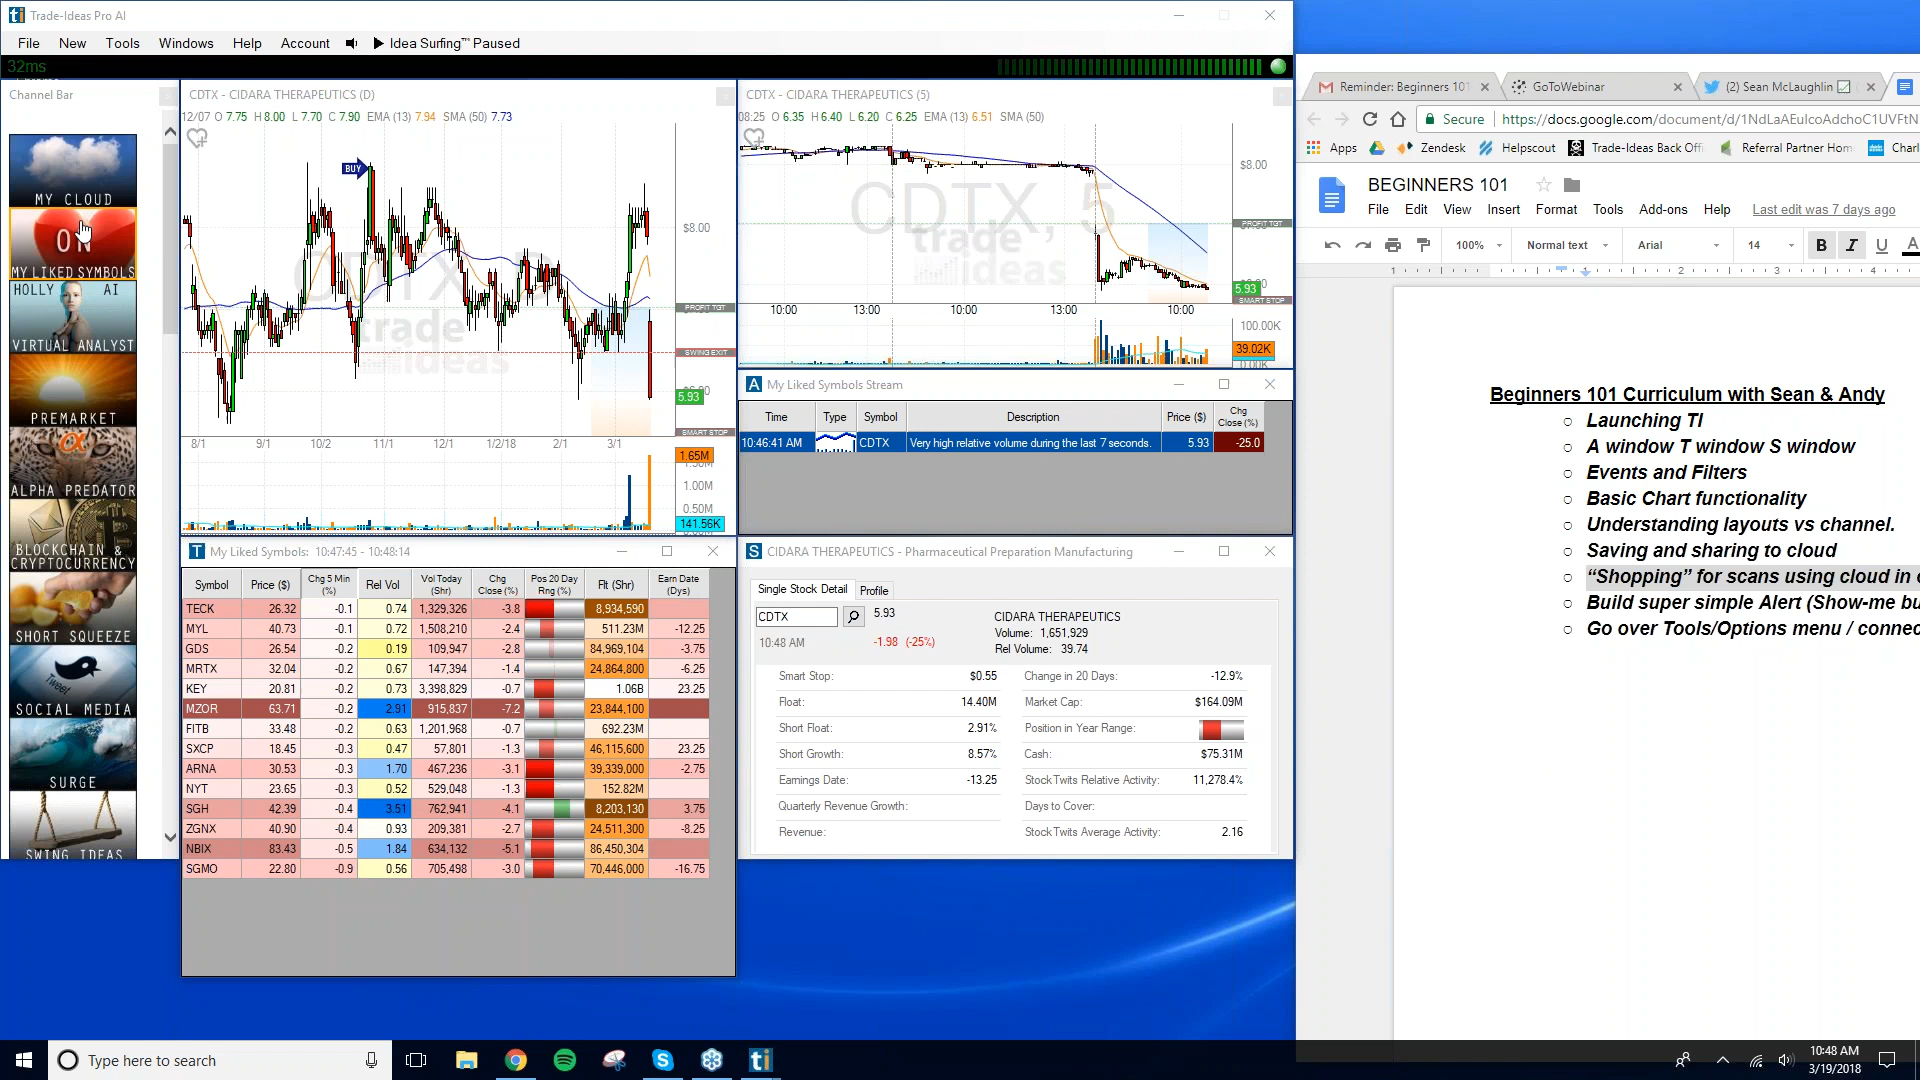 Trade-Ideas Pro AI
File New Tools Windows Help Account Idea Surfing™ Paused
32ms
Channel Bar
MY CLOUD
ON
MY LIKED SYMBOLS
HOLLY AI
VIRTUAL ANALYST
PREMARKET
ALPHA PREDATOR
BLOCKCHAIN &
CRYPTOCURRENCY
SHORT SQUEEZE
Tweet
SOCIAL MEDIA
SURGE
SWING IDEAS
CDTX - CIDARA THERAPEUTICS (D)
12/07 O 7.75 H 8.00 L 7.70 C 7.90 EMA (13) 7.94 SMA (50) 7.73
BUY
$8.00
PROFIT TGT
SWING EXIT
5.93
SMART STOP
trade
ideas
8/1 9/1 10/2 11/1 12/1 1/2/18 2/1 3/1
1.65M
1.00M
0.50M
141.56K
CDTX - CIDARA THERAPEUTICS (5)
08:25 O 6.35 H 6.40 L 6.20 C 6.25 EMA (13) 6.51 SMA (50)
CDTX, 5
trade
ideas
$8.00
PROFIT TGT
5.93
SMART STOP
10:00 13:00 10:00 13:00 10:00
100.00K
39.02K
My Liked Symbols Stream
Time Type Symbol Description Price ($) Chg Close (%)
10:46:41 AM CDTX Very high relative volume during the last 7 seconds. 5.93 -25.0
My Liked Symbols: 10:47:45 - 10:48:14
Symbol Price ($) Chg 5 Min (%) Rel Vol Vol Today (Shr) Chg Close (%) Pos 20 Day Rng (%) Flt (Shr) Earn Date (Dys)
TECK 26.32 -0.1 0.74 1,329,326 -3.8 8,934,590
MYL 40.73 -0.1 0.72 1,508,210 -2.4 511.23M -12.25
GDS 26.54 -0.2 0.19 109,947 -2.8 84,969,104 -3.75
MRTX 32.04 -0.2 0.67 147,394 -1.4 24,864,800 -6.25
KEY 20.81 -0.2 0.73 3,398,829 -0.7 1.06B 23.25
MZOR 63.71 -0.2 2.91 915,837 -7.2 23,844,100
FITB 33.48 -0.2 0.63 1,201,968 -0.7 692.23M
SXCP 18.45 -0.3 0.47 57,801 -1.3 46,115,600 23.25
ARNA 30.53 -0.3 1.70 467,236 -3.1 39,339,000 -2.75
NYT 23.65 -0.3 0.52 529,048 -1.3 152.82M
SGH 42.39 -0.4 3.51 762,941 -4.1 8,203,130 3.75
ZGNX 40.90 -0.4 0.93 209,381 -2.7 24,511,300 -8.25
NBIX 83.43 -0.5 1.84 634,132 -5.1 86,450,304
SGMO 22.80 -0.9 0.56 705,498 -3.0 70,446,000 -16.75
CIDARA THERAPEUTICS - Pharmaceutical Preparation Manufacturing
Single Stock Detail Profile
CDTX 5.93 CIDARA THERAPEUTICS
10:48 AM -1.98 (-25%) Volume: 1,651,929
Rel Volume: 39.74
Smart Stop: $0.55 Change in 20 Days: -12.9%
Float: 14.40M Market Cap: $164.09M
Short Float: 2.91% Position in Year Range:
Short Growth: 8.57% Cash: $75.31M
Earnings Date: -13.25 StockTwits Relative Activity: 11,278.4%
Quarterly Revenue Growth: Days to Cover:
Revenue: StockTwits Average Activity: 2.16
Reminder: Beginners 101 GoToWebinar (2) Sean McLaughlin
Secure https://docs.google.com/document/d/1NdLaAEulcoAdchoC1UVFtN
Apps Zendesk Helpscout Trade-Ideas Back Offi Referral Partner Hom Charl
BEGINNERS 101
File Edit View Insert Format Tools Add-ons Help Last edit was 7 days ago
100% Normal text Arial 14 B I U A
1 1 2 3 4
Beginners 101 Curriculum with Sean & Andy
Launching TI
A window T window S window
Events and Filters
Basic Chart functionality
Understanding layouts vs channel.
Saving and sharing to cloud
“Shopping” for scans using cloud in
Build super simple Alert (Show-me bu
Go over Tools/Options menu / connec
Type here to search
10:48 AM
3/19/2018